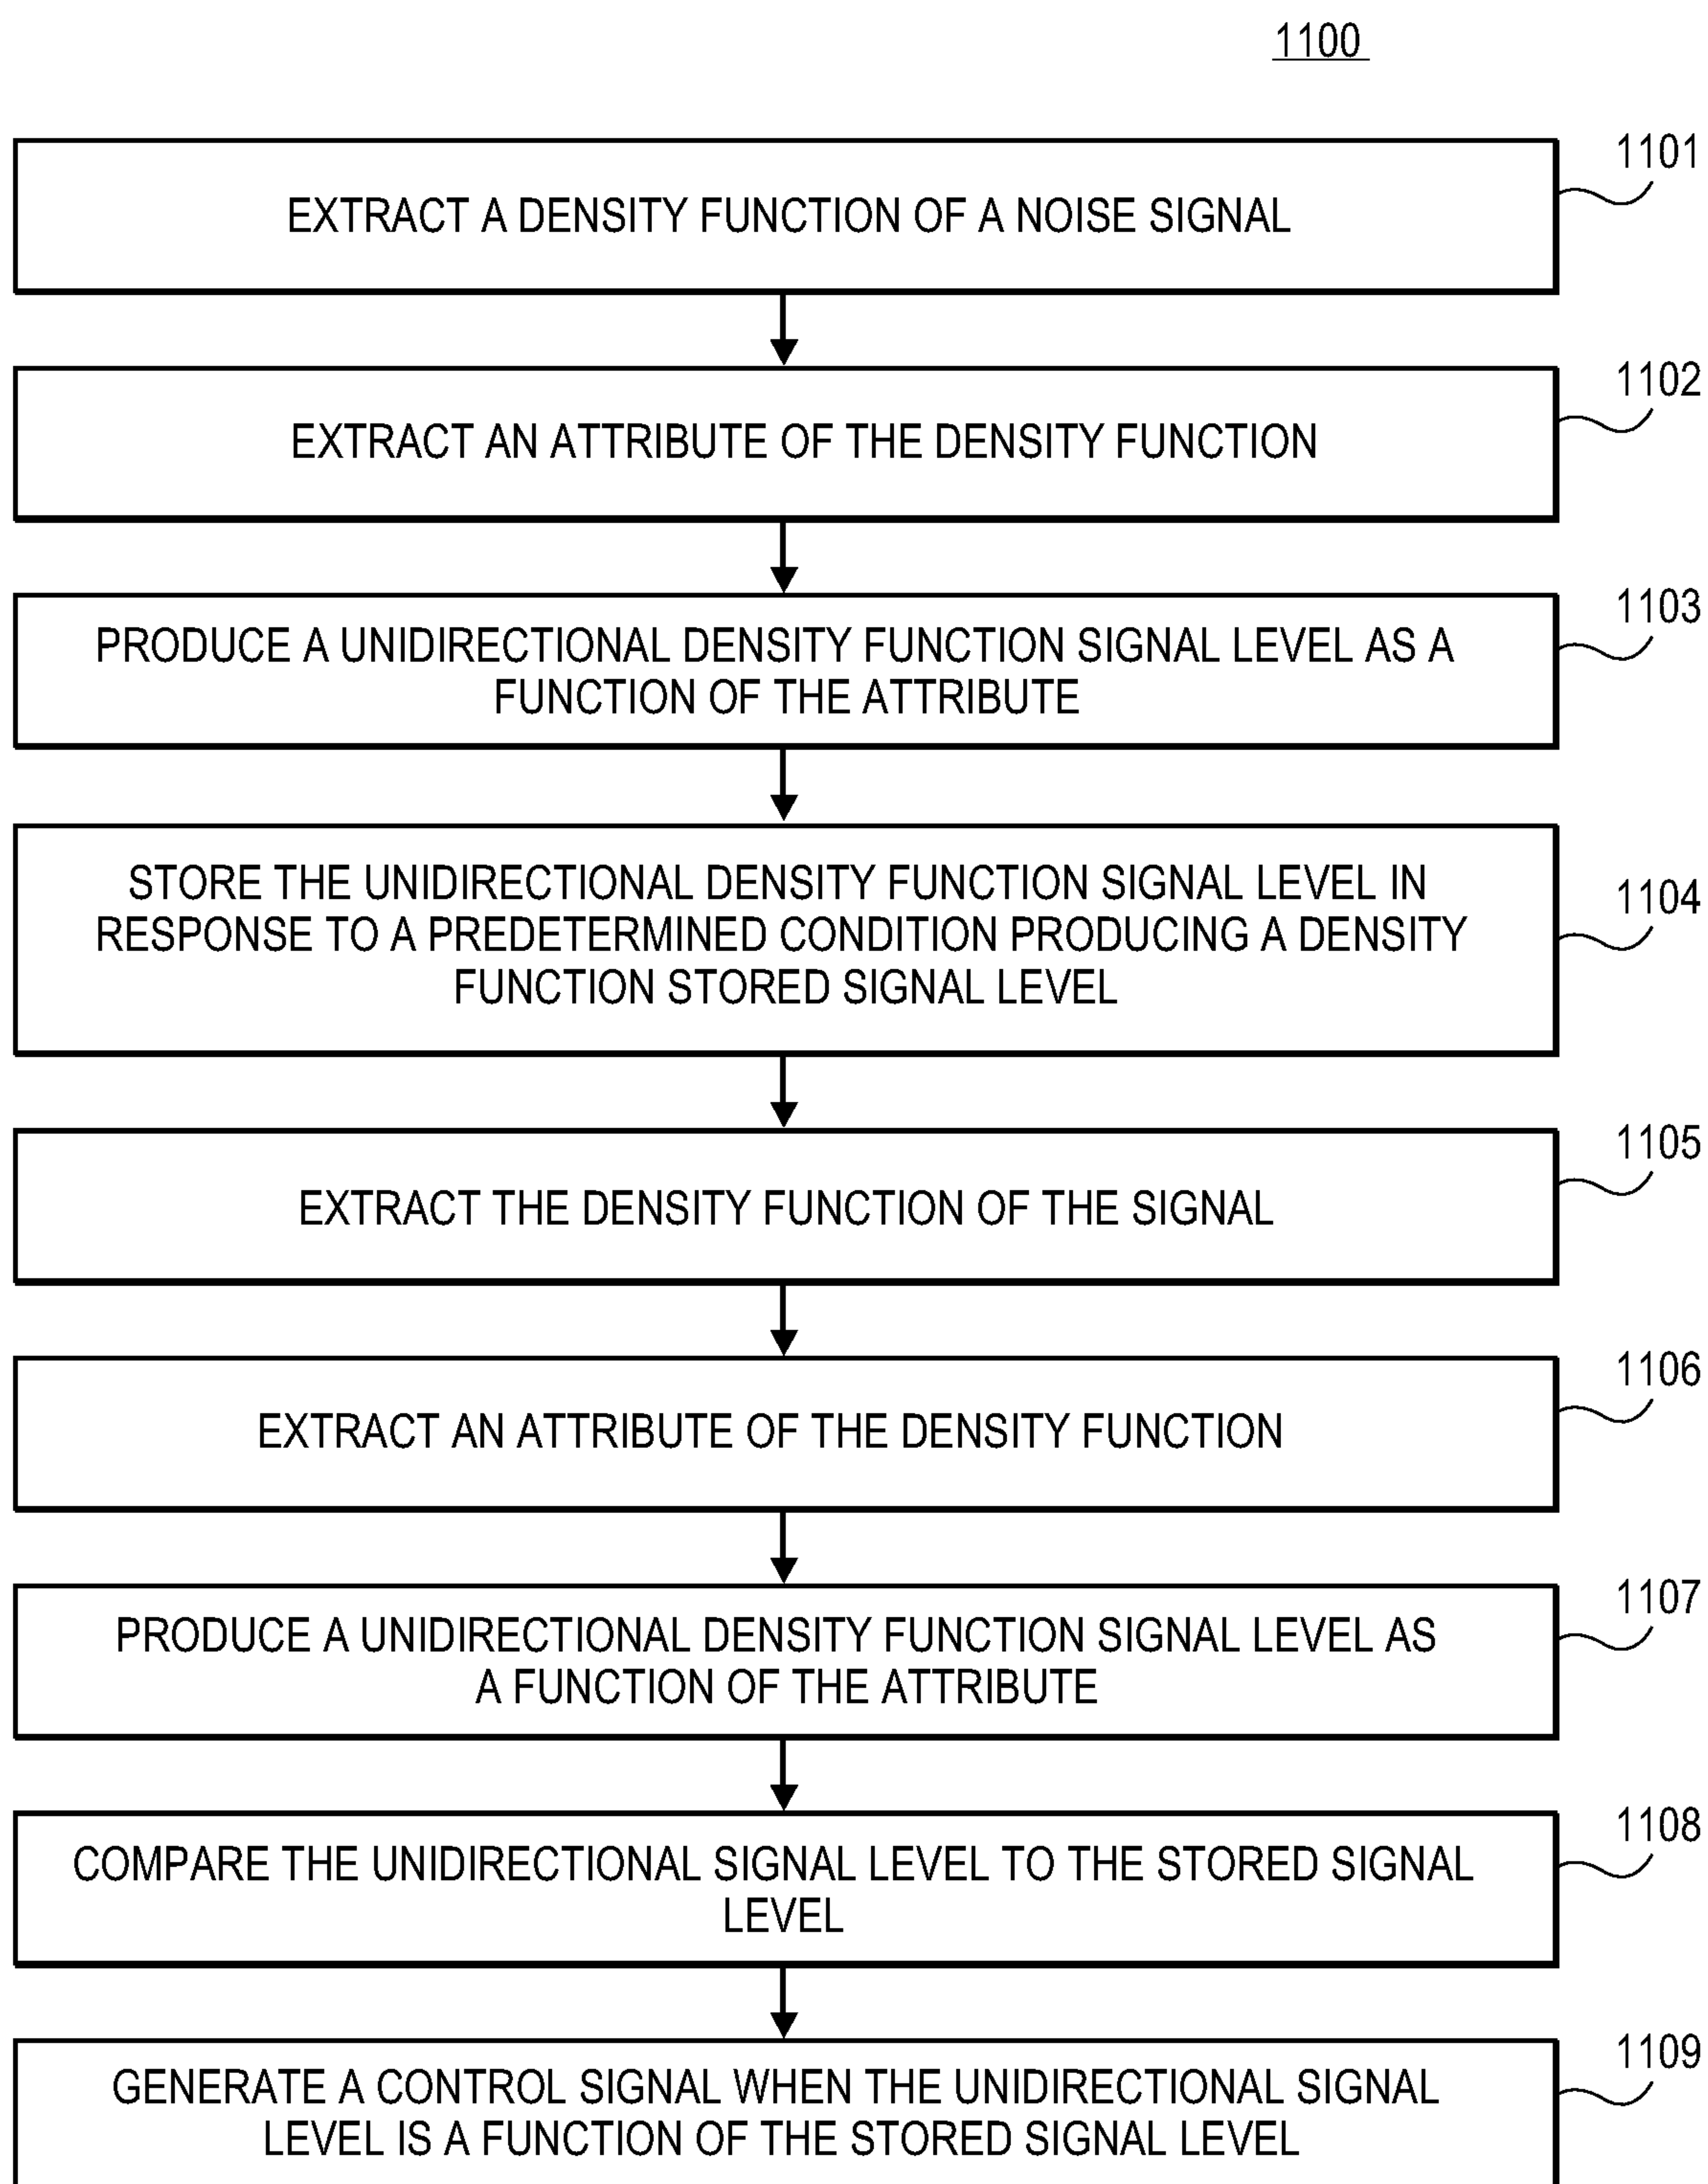 1100
1101
EXTRACT A DENSITY FUNCTION OF A NOISE SIGNAL
1102
EXTRACT AN ATTRIBUTE OF THE DENSITY FUNCTION
1103
PRODUCE A UNIDIRECTIONAL DENSITY FUNCTION SIGNAL LEVEL AS A
FUNCTION OF THE ATTRIBUTE
1104
STORE THE UNIDIRECTIONAL DENSITY FUNCTION SIGNAL LEVEL IN
RESPONSE TO A PREDETERMINED CONDITION PRODUCING A DENSITY
FUNCTION STORED SIGNAL LEVEL
1105
EXTRACT THE DENSITY FUNCTION OF THE SIGNAL
1106
EXTRACT AN ATTRIBUTE OF THE DENSITY FUNCTION
1107
PRODUCE A UNIDIRECTIONAL DENSITY FUNCTION SIGNAL LEVEL AS
A FUNCTION OF THE ATTRIBUTE
1108
COMPARE THE UNIDIRECTIONAL SIGNAL LEVEL TO THE STORED SIGNAL
LEVEL
1109
GENERATE A CONTROL SIGNAL WHEN THE UNIDIRECTIONAL SIGNAL
LEVEL IS A FUNCTION OF THE STORED SIGNAL LEVEL